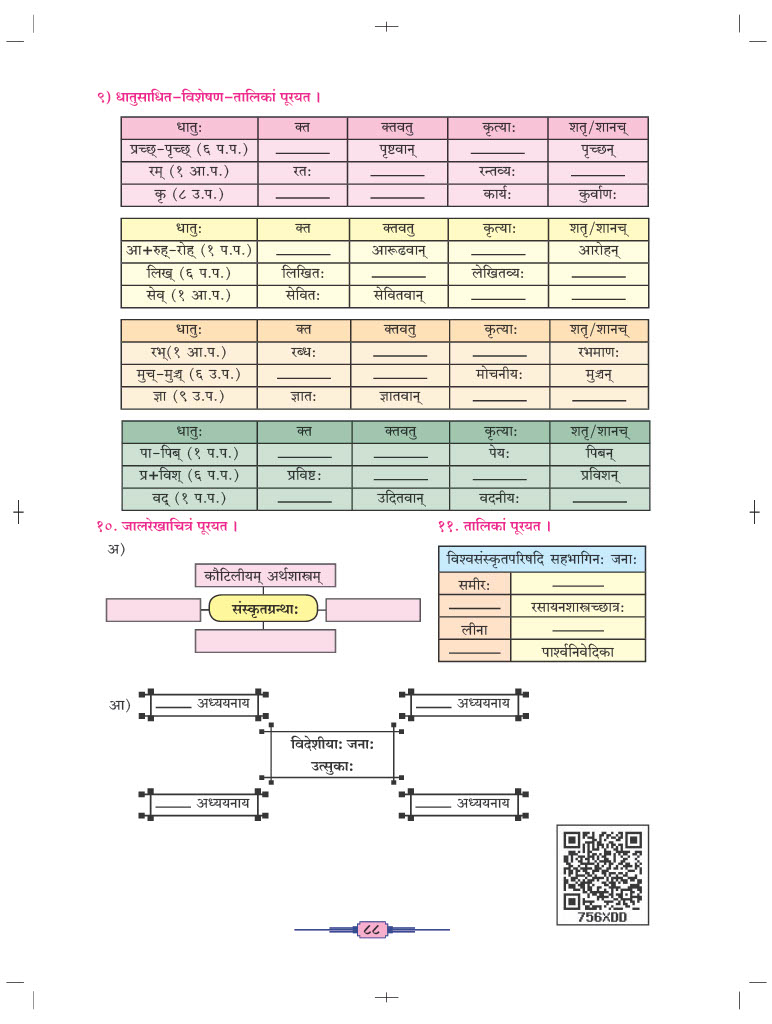 ९) धातुसाधित-विशेषण-तालिकां पूरयत ।
धातुः क्त क्तवतु कृत्याः शतृ/शानच्
प्रच्छ्-पृच्छ् (६ प.प.) ______ पृष्टवान् ______ पृच्छन्
रम् (१ आ.प.) रतः ______ रन्तव्यः ______
कृ (८ उ.प.) ______ ______ कार्यः कुर्वाणः
धातुः क्त क्तवतु कृत्याः शतृ/शानच्
आ+रुह्-रोह् (१ प.प.) ______ आरूढवान् ______ आरोहन्
लिख् (६ प.प.) लिखितः ______ लेखितव्यः ______
सेव् (१ आ.प.) सेवितः सेवितवान् ______ ______
धातुः क्त क्तवतु कृत्याः शतृ/शानच्
रभ्(१ आ.प.) रब्धः ______ ______ रभमाणः
मुच्-मुञ्च् (६ उ.प.) ______ ______ मोचनीयः मुञ्चन्
ज्ञा (९ उ.प.) ज्ञातः ज्ञातवान् ______ ______
धातुः क्त क्तवतु कृत्याः शतृ/शानच्
पा-पिब् (१ प.प.) ______ ______ पेयः पिबन्
प्र+विश् (६ प.प.) प्रविष्टः ______ ______ प्रविशन्
वद् (१ प.प.) ______ उदितवान् वदनीयः ______
१०. जालरेखाचित्रं पूरयत ।
अ)
कौटिलीयम् अर्थशास्त्रम्
संस्कृतग्रन्थाः
११. तालिकां पूरयत ।
विश्वसंस्कृतपरिषदि सहभागिनः जनाः
समीरः ______
______ रसायनशास्त्रच्छात्रः
लीना ______
______ पार्श्वनिवेदिका
आ) ____ अध्ययनाय ____ अध्ययनाय
विदेशीयाः जनाः
उत्सुकाः
____ अध्ययनाय ____ अध्ययनाय
756XDD
८८